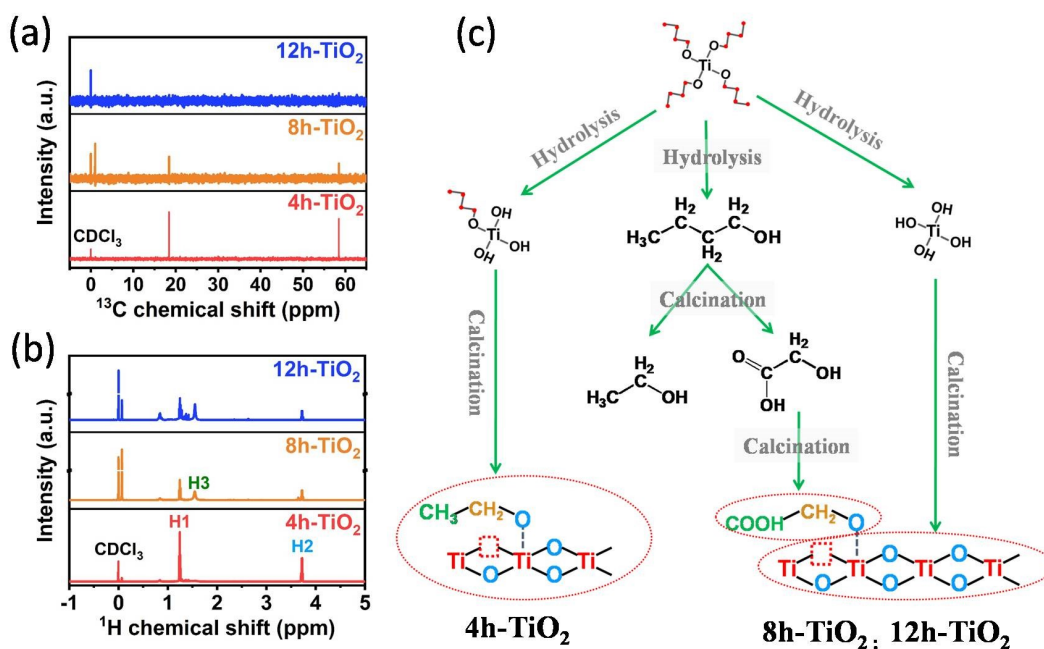 (a)
12h-TiO2
8h-TiO2
4h-TiO2
CDCl3
Intensity (a.u.)
0 10 20 30 40 50 60
13C chemical shift (ppm)
(b)
12h-TiO2
8h-TiO2
H3
4h-TiO2
H1
H2
CDCl3
Intensity (a.u.)
-1 0 1 2 3 4 5
1H chemical shift (ppm)
(c)
O O
Ti
O O
Hydrolysis
Hydrolysis
Hydrolysis
O OH
Ti
OH OH
H2 H2
H3C C C OH
C
H2
OH
HO Ti
OH
OH
Calcination
Calcination
Calcination
H2
H3C C OH
O H2
C C OH
OH
Calcination
CH3 CH2 O
Ti Ti O Ti
O O
4h-TiO2
COOH CH2 O
Ti Ti O Ti O Ti
O O O
8h-TiO2; 12h-TiO2